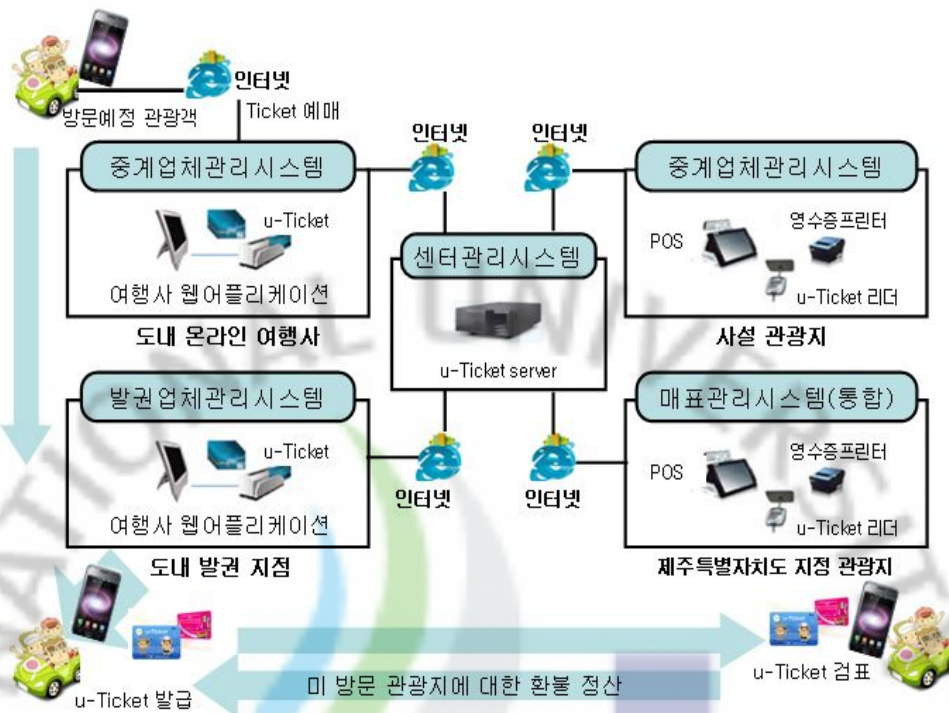 인터넷
방문예정 관광객
Ticket 예매
인터넷
인터넷
중계업체관리시스템
u-Ticket
여행사 웹어플리케이션
도내 온라인 여행사
센터관리시스템
u-Ticket server
중계업체관리시스템
POS
영수증프린터
u-Ticket 리더
사설 관광지
발권업체관리시스템
u-Ticket
여행사 웹어플리케이션
도내 발권 지점
인터넷
인터넷
매표관리시스템(통합)
POS
영수증프린터
u-Ticket 리더
제주특별자치도 지정 관광지
u-Ticket 발급
미 방문 관광지에 대한 환불 정산
u-Ticket 검표
NATIONAL UNIVERSIT